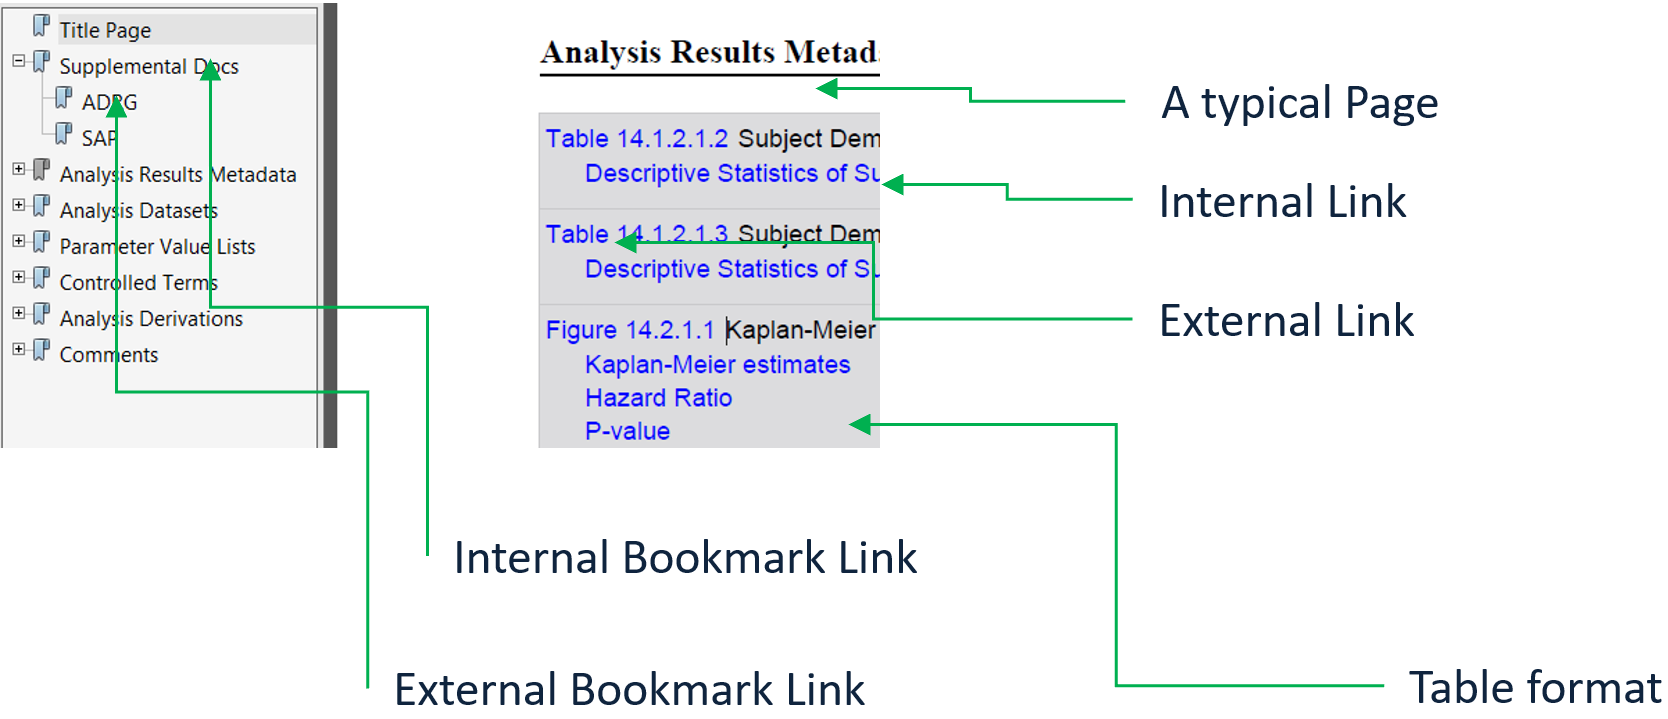 Title Page
Supplemental Docs
ADRG
SAP
Analysis Results Metadata
Analysis Datasets
Parameter Value Lists
Controlled Terms
Analysis Derivations
Comments
Analysis Results Metad
Table 14.1.2.1.2 Subject Dem
Descriptive Statistics of Su
Table 14.1.2.1.3 Subject Dem
Descriptive Statistics of Su
Figure 14.2.1.1 Kaplan-Meier
Kaplan-Meier estimates
Hazard Ratio
P-value
A typical Page
Internal Link
External Link
Internal Bookmark Link
External Bookmark Link
Table format